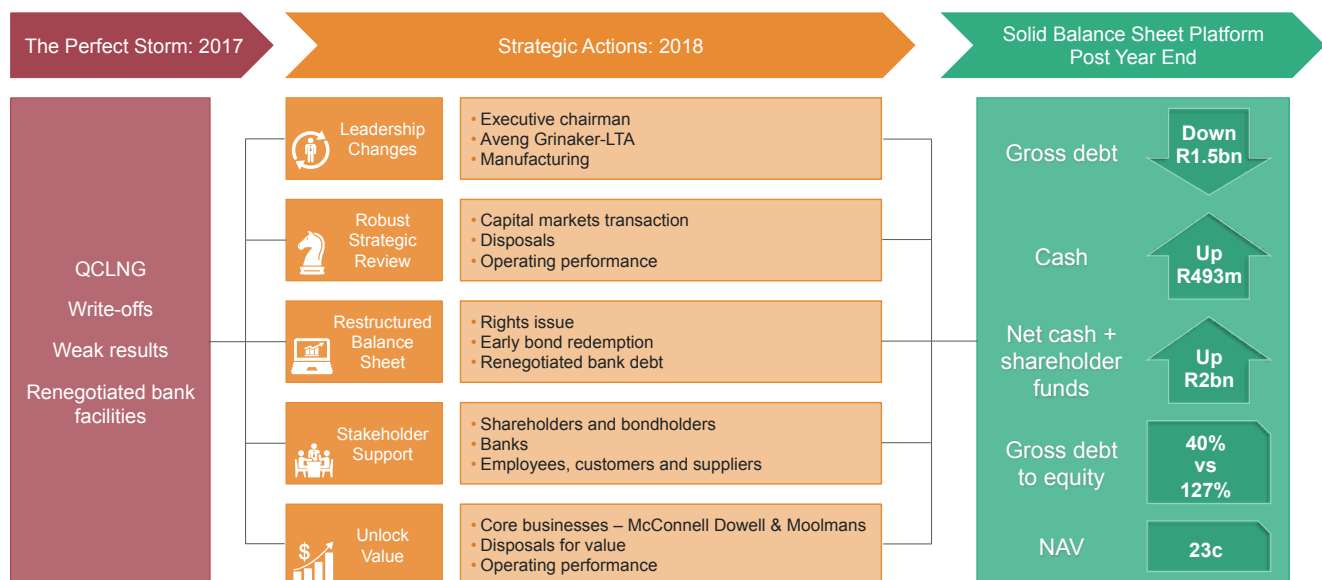 The Perfect Storm: 2017
Strategic Actions: 2018
Solid Balance Sheet Platform
Post Year End
QCLNG
Write-offs
Weak results
Renegotiated bank
facilities
Leadership
Changes
• Executive chairman
• Aveng Grinaker-LTA
• Manufacturing
Robust
Strategic
Review
• Capital markets transaction
• Disposals
• Operating performance
Restructured
Balance
Sheet
• Rights issue
• Early bond redemption
• Renegotiated bank debt
Stakeholder
Support
• Shareholders and bondholders
• Banks
• Employees, customers and suppliers
$
Unlock
Value
• Core businesses – McConnell Dowell & Moolmans
• Disposals for value
• Operating performance
Gross debt
Down
R1.5bn
Cash
Up
R493m
Net cash +
shareholder
funds
Up
R2bn
Gross debt
to equity
40%
vs
127%
NAV
23c